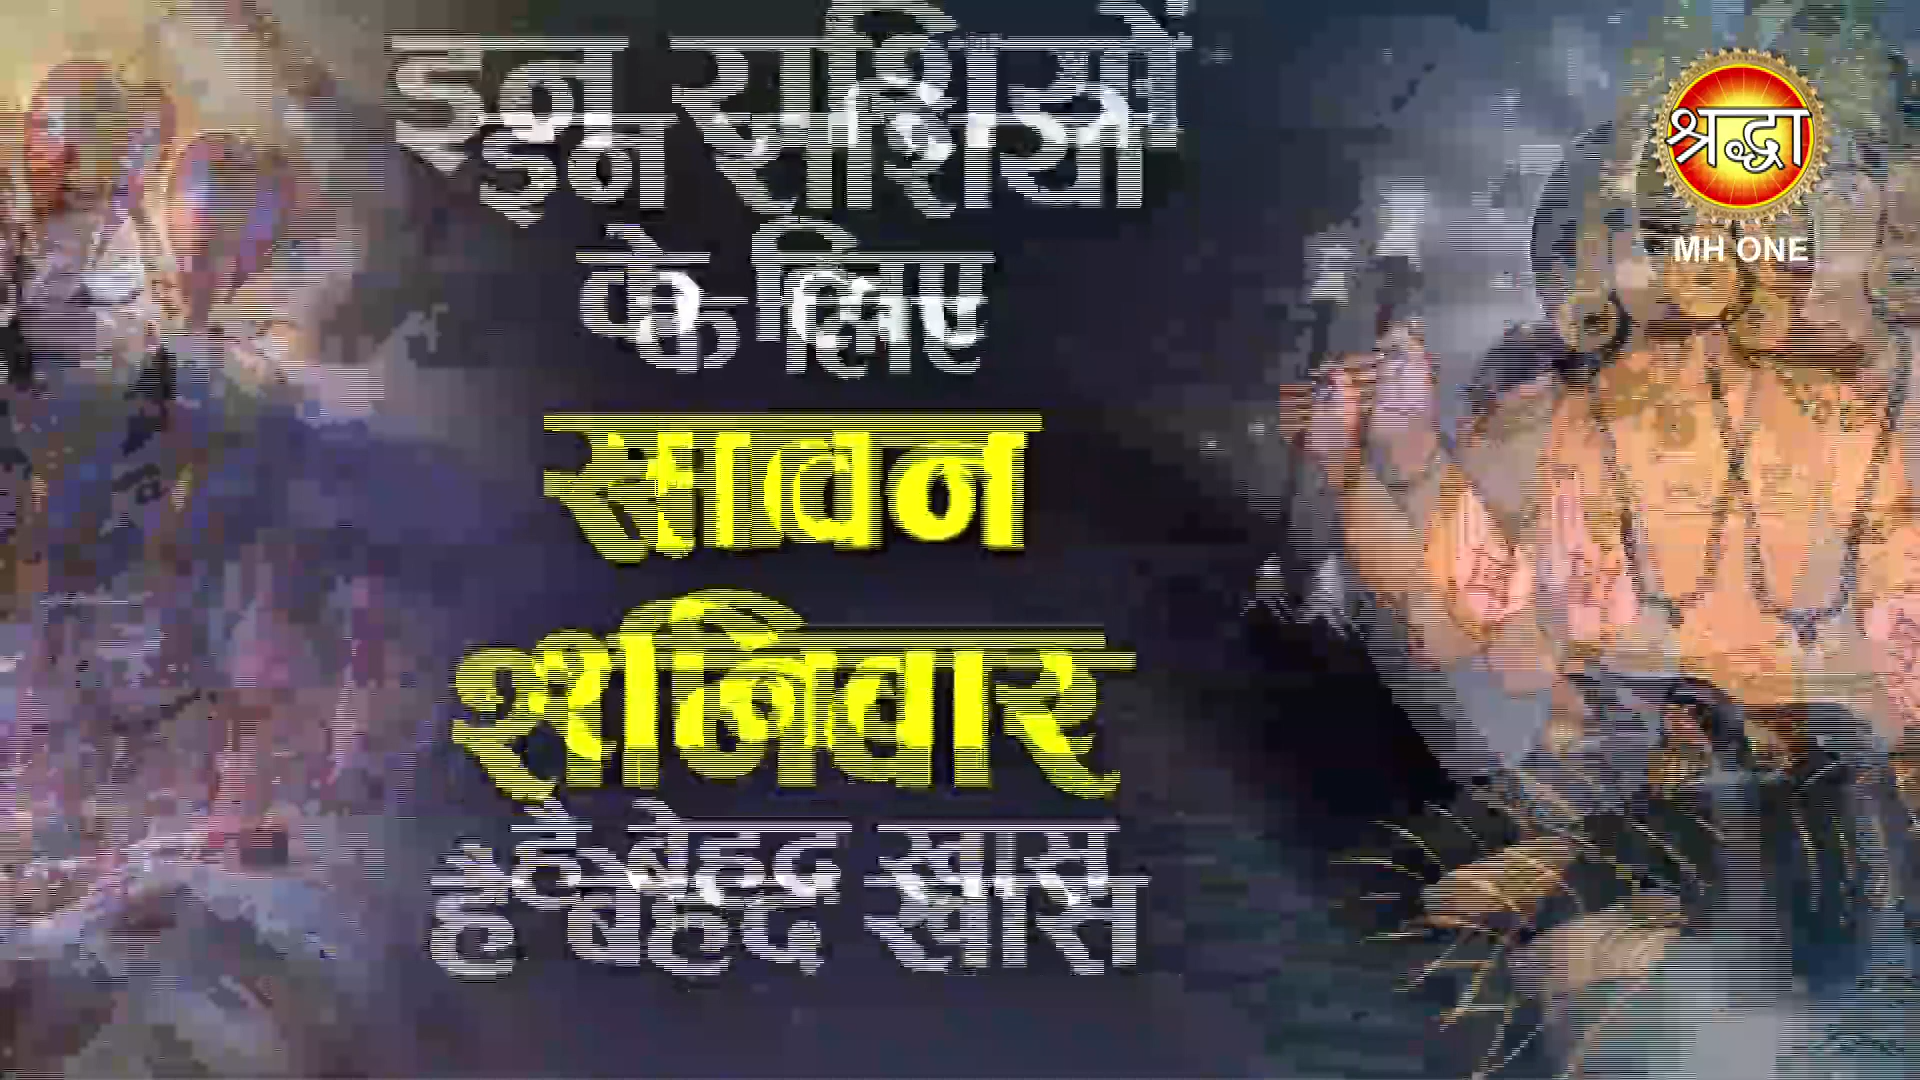 इन राशियों
के लिए
सावन
शनिवार
है बेहद खास
श्रद्धा
MH ONE